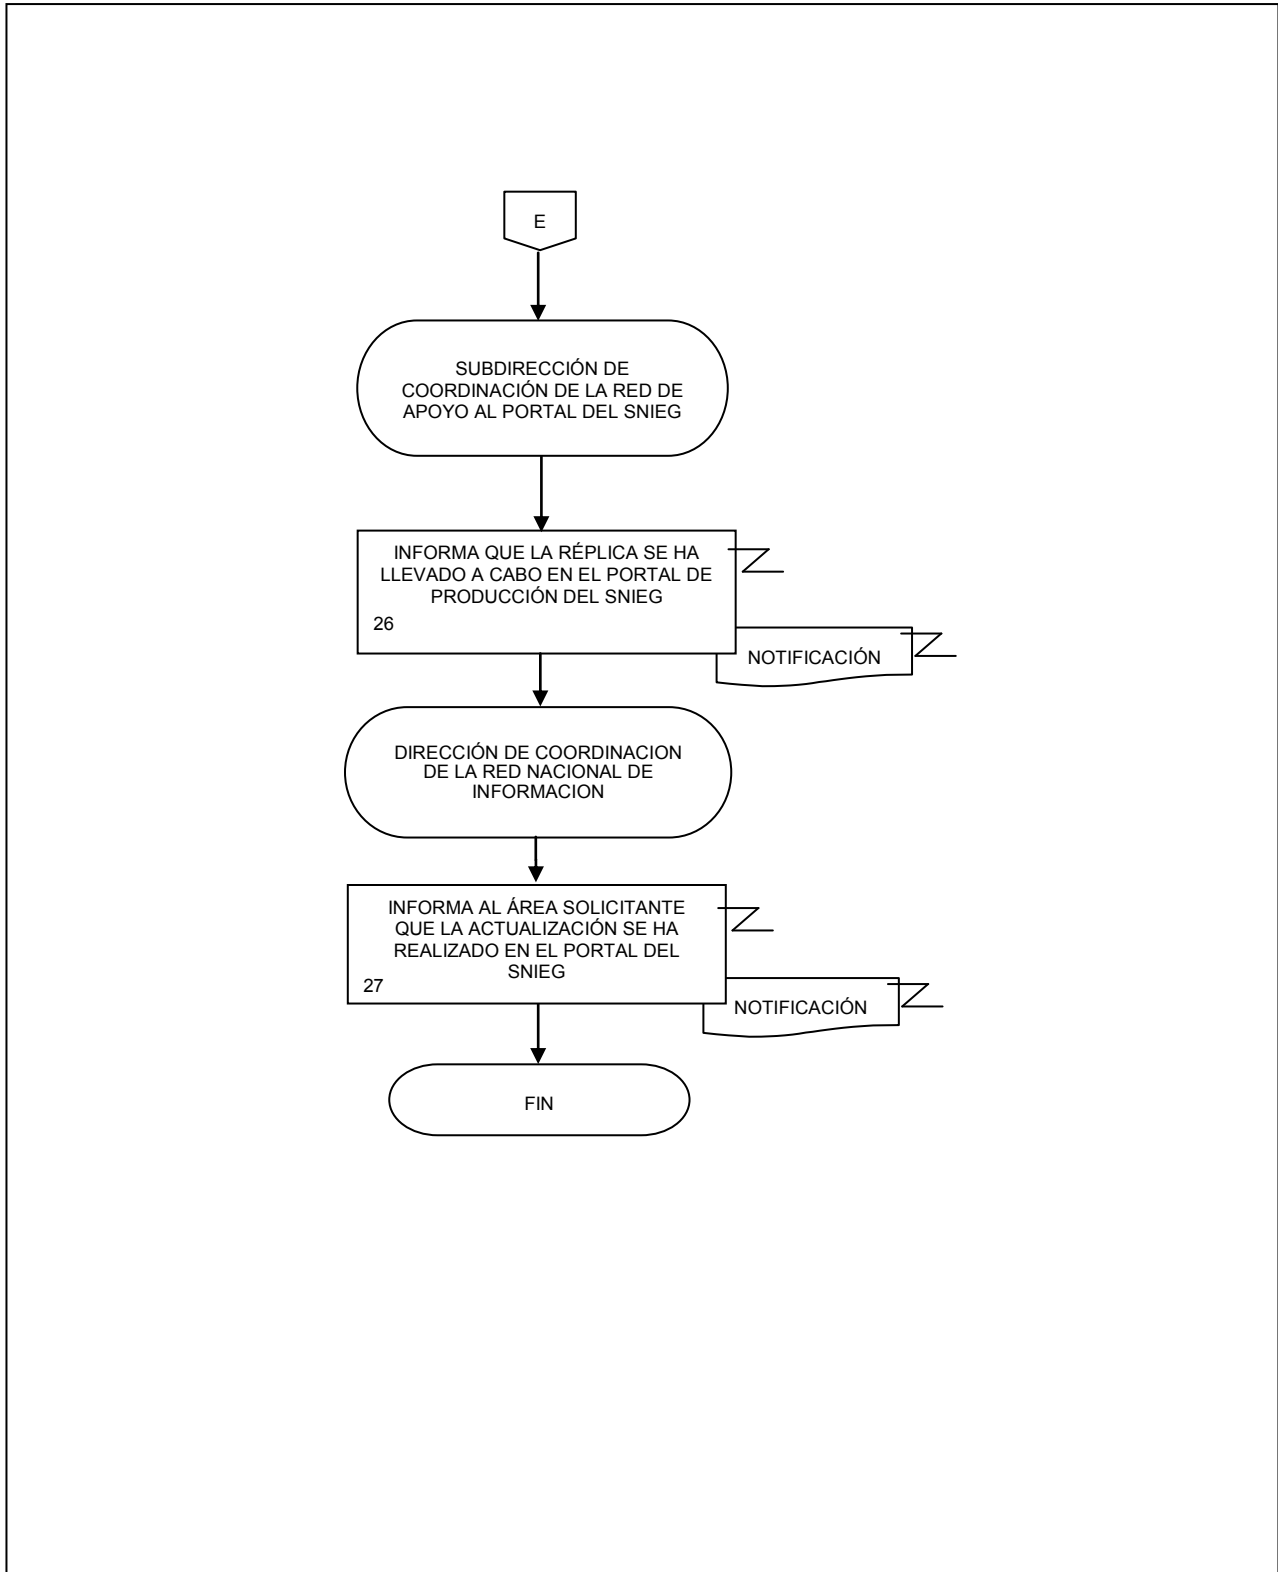 E
SUBDIRECCIÓN DE
COORDINACIÓN DE LA RED DE
APOYO AL PORTAL DEL SNIEG
INFORMA QUE LA RÉPLICA SE HA
LLEVADO A CABO EN EL PORTAL DE
PRODUCCIÓN DEL SNIEG
26
NOTIFICACIÓN
DIRECCIÓN DE COORDINACION
DE LA RED NACIONAL DE
INFORMACION
INFORMA AL ÁREA SOLICITANTE
QUE LA ACTUALIZACIÓN SE HA
REALIZADO EN EL PORTAL DEL
SNIEG
27
NOTIFICACIÓN
FIN